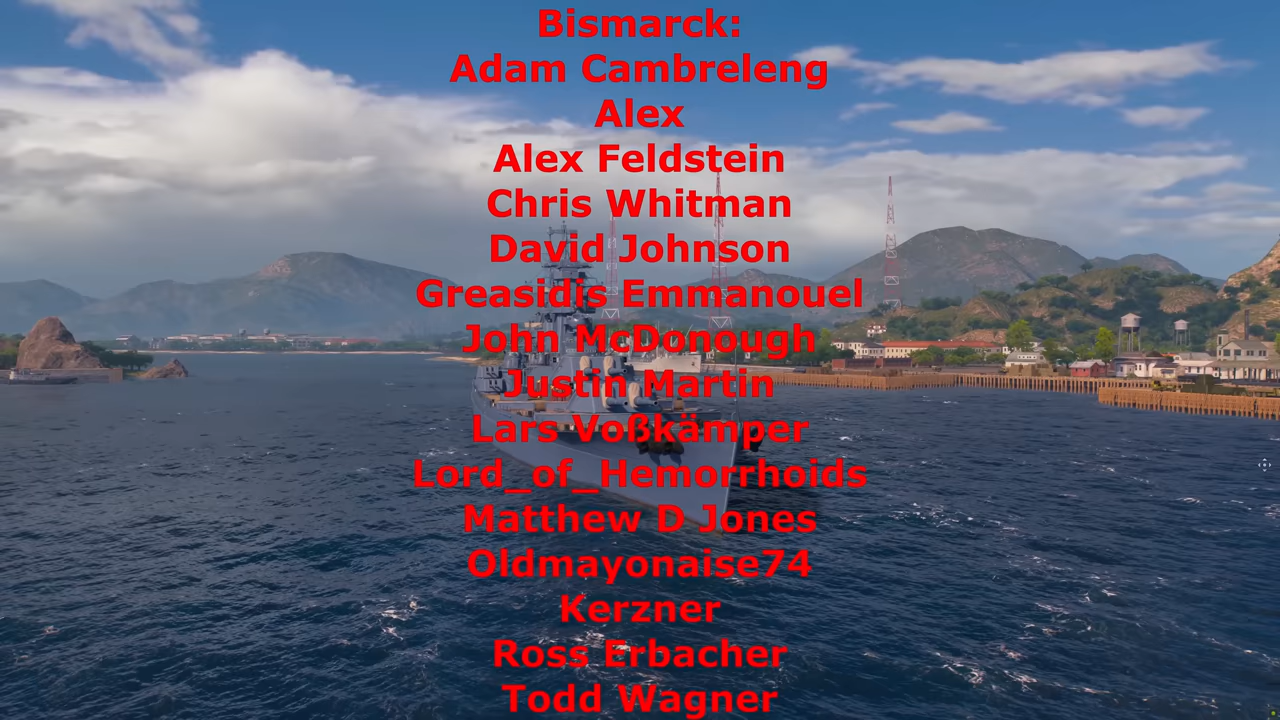 Bismarck:
Adam Cambreleng
Alex
Alex Feldstein
Chris Whitman
David Johnson
Greasidis Emmanouel
John McDonough
Justin Martin
Lars Voßkämper
Lord_of_Hemorrhoids
Matthew D Jones
Oldmayonaise74
Kerzner
Ross Erbacher
Todd Wagner